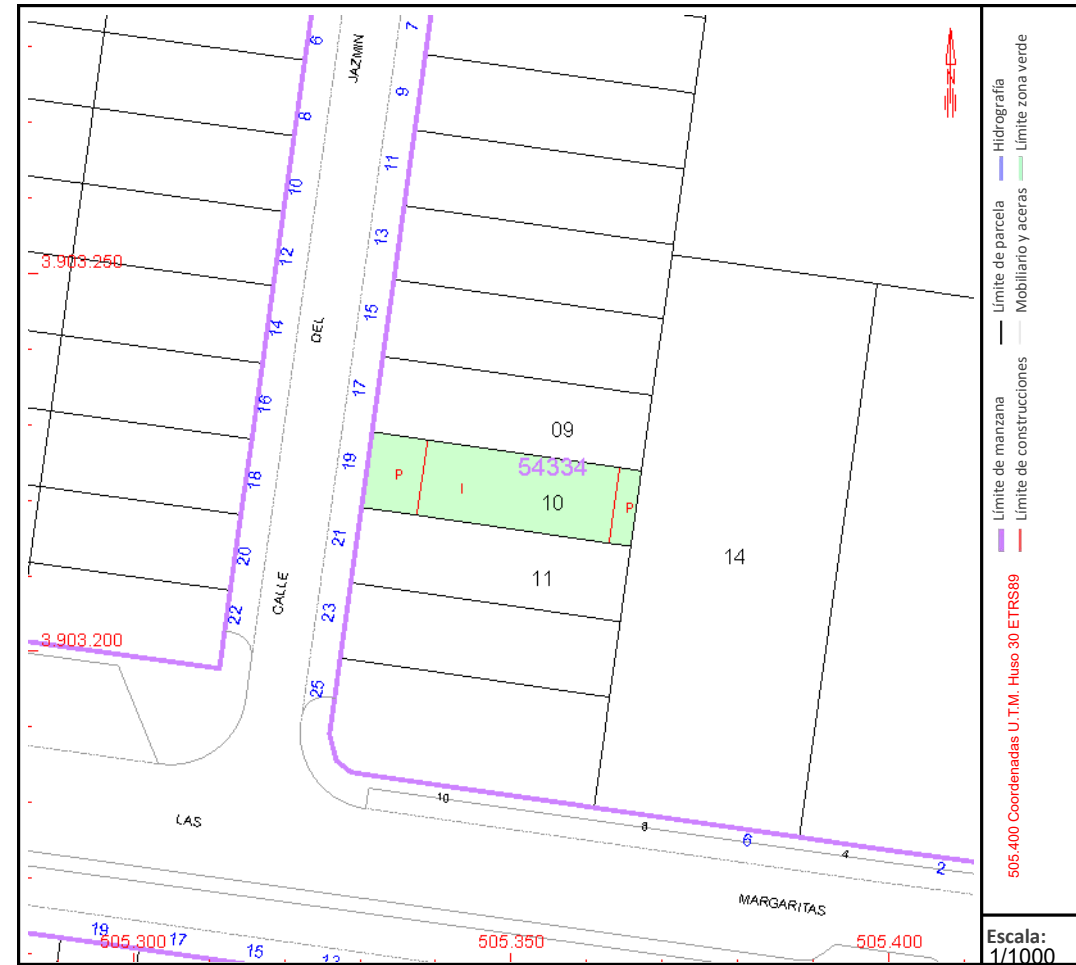 6
JAZMIN
7
8
9
10
11
12
13
3.903.250
14
DEL
15
16
17
09
18
19
54334
P
I
10
P
20
21
14
11
CALLE
22
23
3.903.200
25
10
LAS
8
6
4
2
MARGARITAS
19
17
15
13
505.300
505.350
505.400
N
Hidrografía
Límite zona verde
Límite de parcela
Mobiliario y aceras
Límite de manzana
Límite de construcciones
505.400 Coordenadas U.T.M. Huso 30 ETRS89
Escala:
1/1000